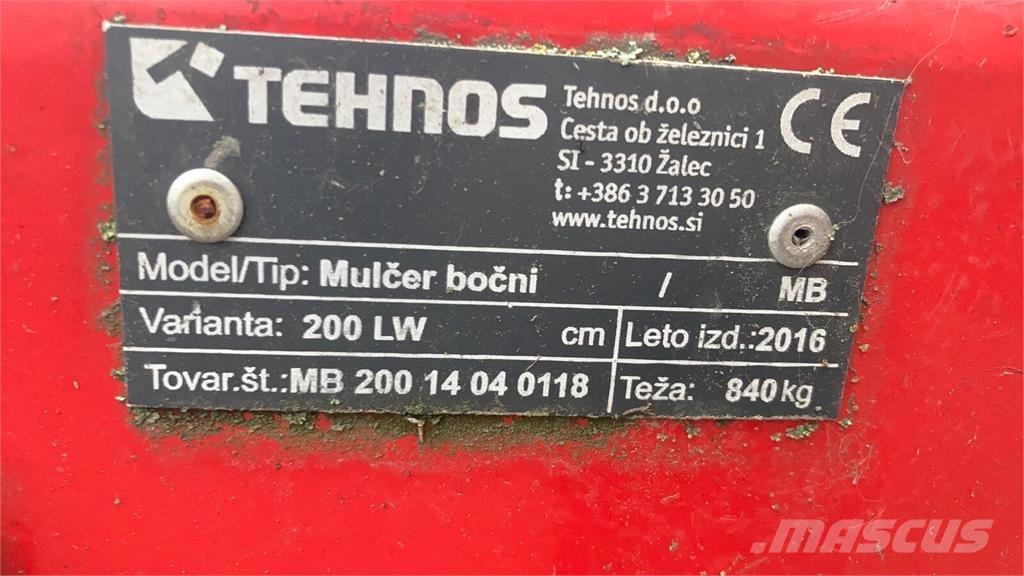 TEHNOS
Tehnos d.o.o
Cesta ob železnici 1
SI - 3310 Žalec
t: +386 3 713 30 50
www.tehnos.si
CE
Model/Tip: Mulčer bočni / MB
Varianta: 200 LW cm
Leto izd.:2016
Tovar.št.:MB 200 14 04 0118
Teža: 840kg
MASCUS